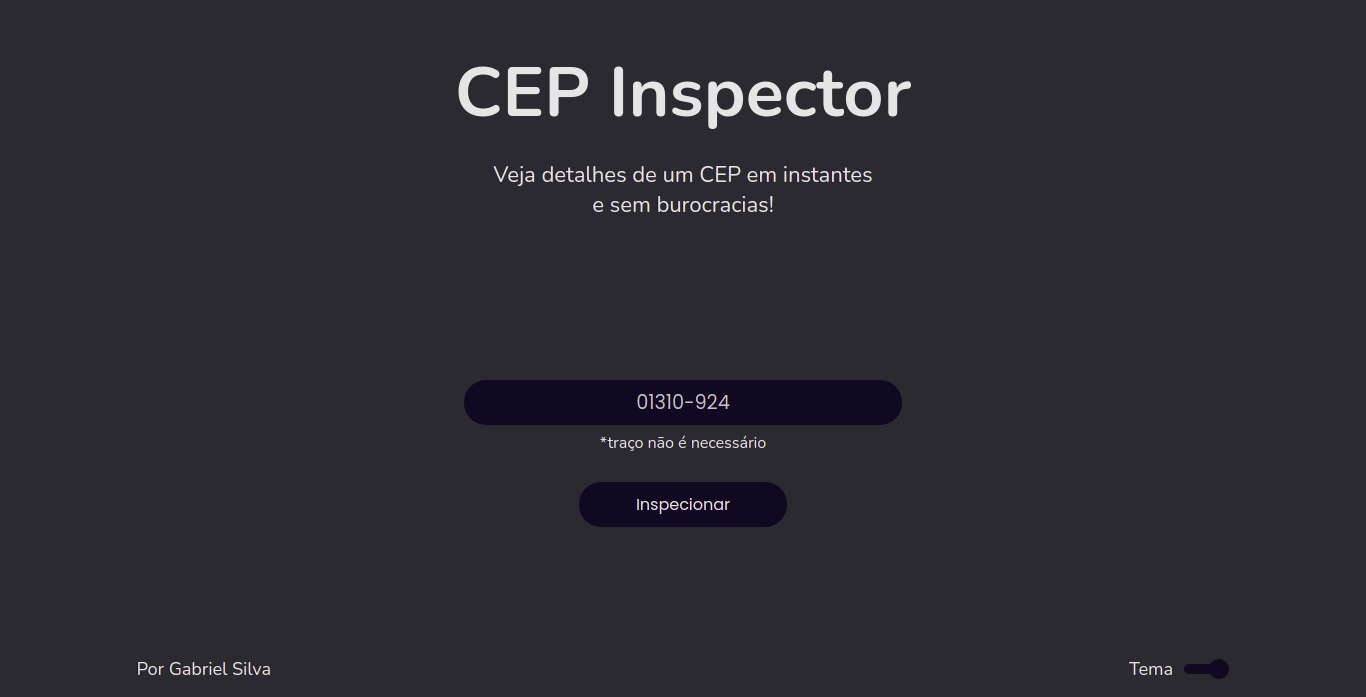 CEP Inspector
Veja detalhes de um CEP em instantes
e sem burocracias!
01310-924
*traço não é necessário
Inspecionar
Por Gabriel Silva
Tema